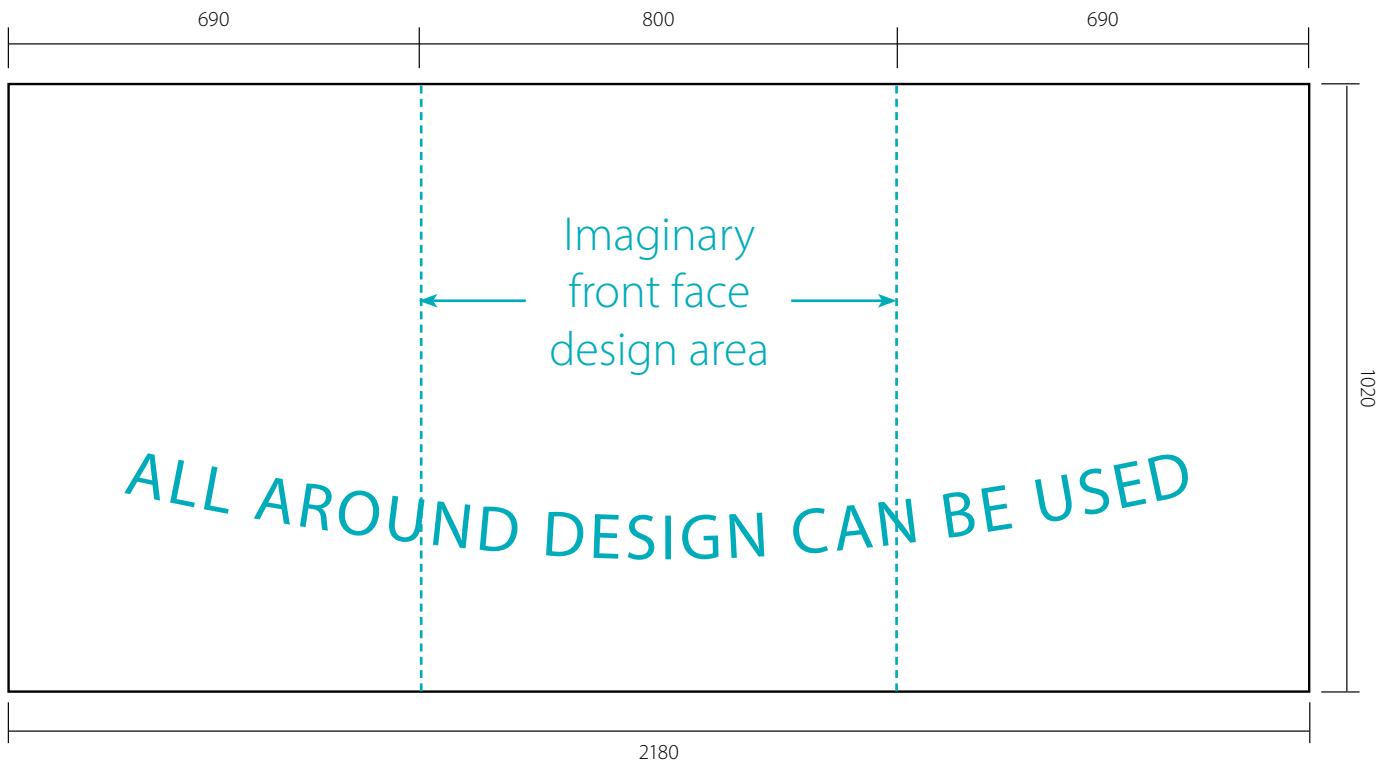 690 800 690
Imaginary
front face
design area
1020
ALL AROUND DESIGN CAN BE USED
2180